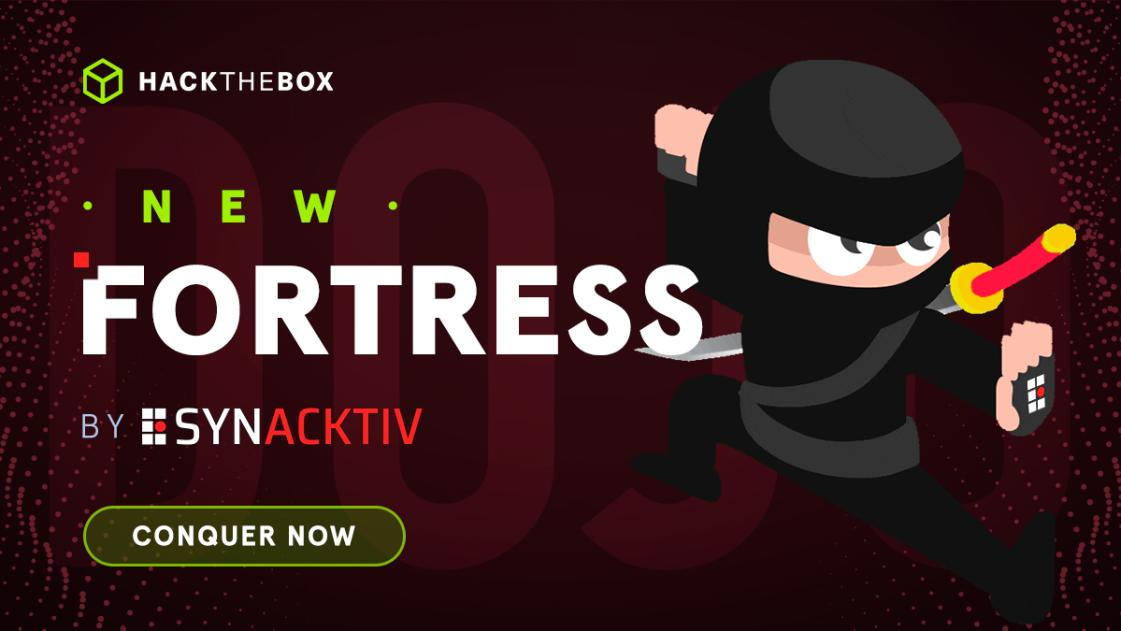 HACKTHEBOX
· NEW ·
FORTRESS
BY SYNACKTIV
CONQUER NOW